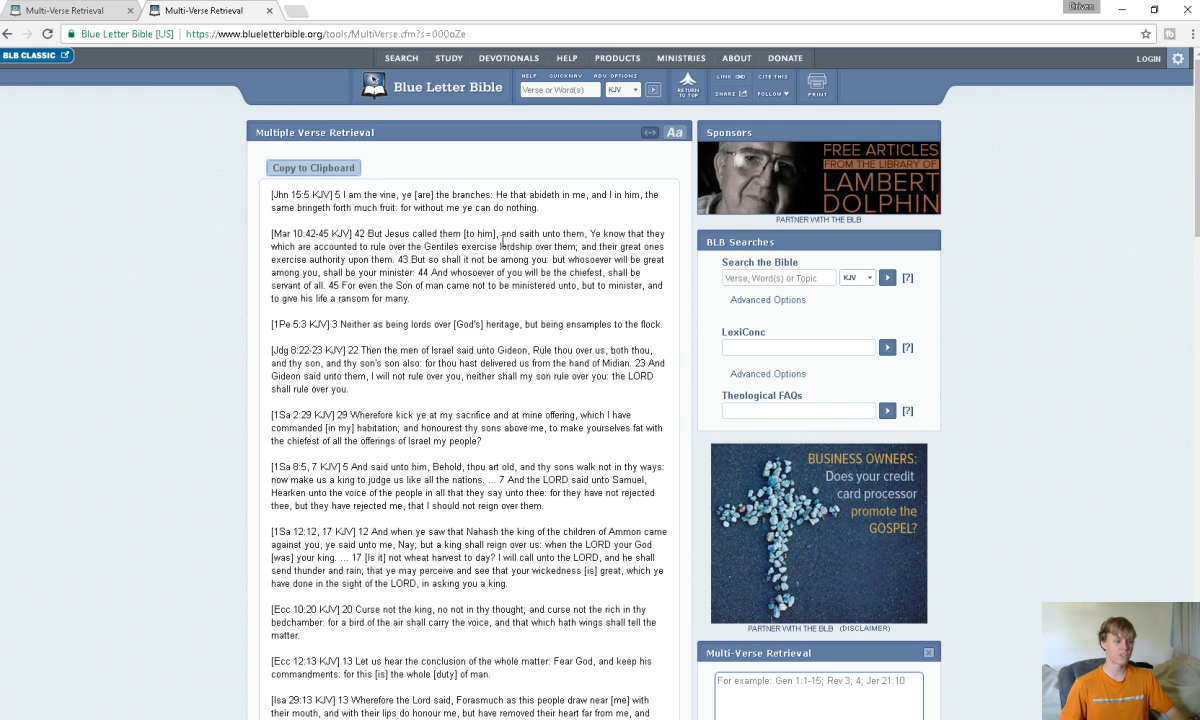 Driven
Multi-Verse Retrieval
Multi-Verse Retrieval
Blue Letter Bible [US]
https://www.blueletterbible.org/tools/MultiVerse.cfm?s=000oZe
BLB CLASSIC
SEARCH STUDY DEVOTIONALS HELP PRODUCTS MINISTRIES ABOUT DONATE
LOGIN
Blue Letter Bible
HELP QUICKNAV ADV. OPTIONS
Verse or Word(s) KJV
RETURN TO TOP
LINK CITE THIS
SHARE FOLLOW
PRINT
Multiple Verse Retrieval
Aa
Copy to Clipboard
[Jhn 15:5 KJV] 5 I am the vine, ye [are] the branches: He that abideth in me, and I in him, the
same bringeth forth much fruit: for without me ye can do nothing.
[Mar 10:42-45 KJV] 42 But Jesus called them [to him], and saith unto them, Ye know that they
which are accounted to rule over the Gentiles exercise lordship over them; and their great ones
exercise authority upon them. 43 But so shall it not be among you: but whosoever will be great
among you, shall be your minister: 44 And whosoever of you will be the chiefest, shall be
servant of all. 45 For even the Son of man came not to be ministered unto, but to minister, and
to give his life a ransom for many.
[1Pe 5:3 KJV] 3 Neither as being lords over [God's] heritage, but being ensamples to the flock.
[Jdg 8:22-23 KJV] 22 Then the men of Israel said unto Gideon, Rule thou over us, both thou,
and thy son, and thy son's son also: for thou hast delivered us from the hand of Midian. 23 And
Gideon said unto them, I will not rule over you, neither shall my son rule over you: the LORD
shall rule over you.
[1Sa 2:29 KJV] 29 Wherefore kick ye at my sacrifice and at mine offering, which I have
commanded [in my] habitation; and honourest thy sons above me, to make yourselves fat with
the chiefest of all the offerings of Israel my people?
[1Sa 8:5, 7 KJV] 5 And said unto him, Behold, thou art old, and thy sons walk not in thy ways:
now make us a king to judge us like all the nations. ... 7 And the LORD said unto Samuel,
Hearken unto the voice of the people in all that they say unto thee: for they have not rejected
thee, but they have rejected me, that I should not reign over them.
[1Sa 12:12, 17 KJV] 12 And when ye saw that Nahash the king of the children of Ammon came
against you, ye said unto me, Nay; but a king shall reign over us: when the LORD your God
[was] your king. ... 17 [Is it] not wheat harvest to day? I will call unto the LORD, and he shall
send thunder and rain; that ye may perceive and see that your wickedness [is] great, which ye
have done in the sight of the LORD, in asking you a king.
[Ecc 10:20 KJV] 20 Curse not the king, no not in thy thought; and curse not the rich in thy
bedchamber: for a bird of the air shall carry the voice, and that which hath wings shall tell the
matter.
[Ecc 12:13 KJV] 13 Let us hear the conclusion of the whole matter: Fear God, and keep his
commandments: for this [is] the whole [duty] of man.
[Isa 29:13 KJV] 13 Wherefore the Lord said, Forasmuch as this people draw near [me] with
their mouth, and with their lips do honour me, but have removed their heart far from me, and
Sponsors
FREE ARTICLES
FROM THE LIBRARY OF
LAMBERT
DOLPHIN
PARTNER WITH THE BLB
BLB Searches
Search the Bible
Verse, Word(s) or Topic KJV [?]
Advanced Options
LexiConc
[?]
Advanced Options
Theological FAQs
[?]
BUSINESS OWNERS:
Does your credit
card processor
promote the
GOSPEL?
PARTNER WITH THE BLB (DISCLAIMER)
Multi-Verse Retrieval
For example: Gen 1:1-15; Rev 3; 4; Jer 21:10